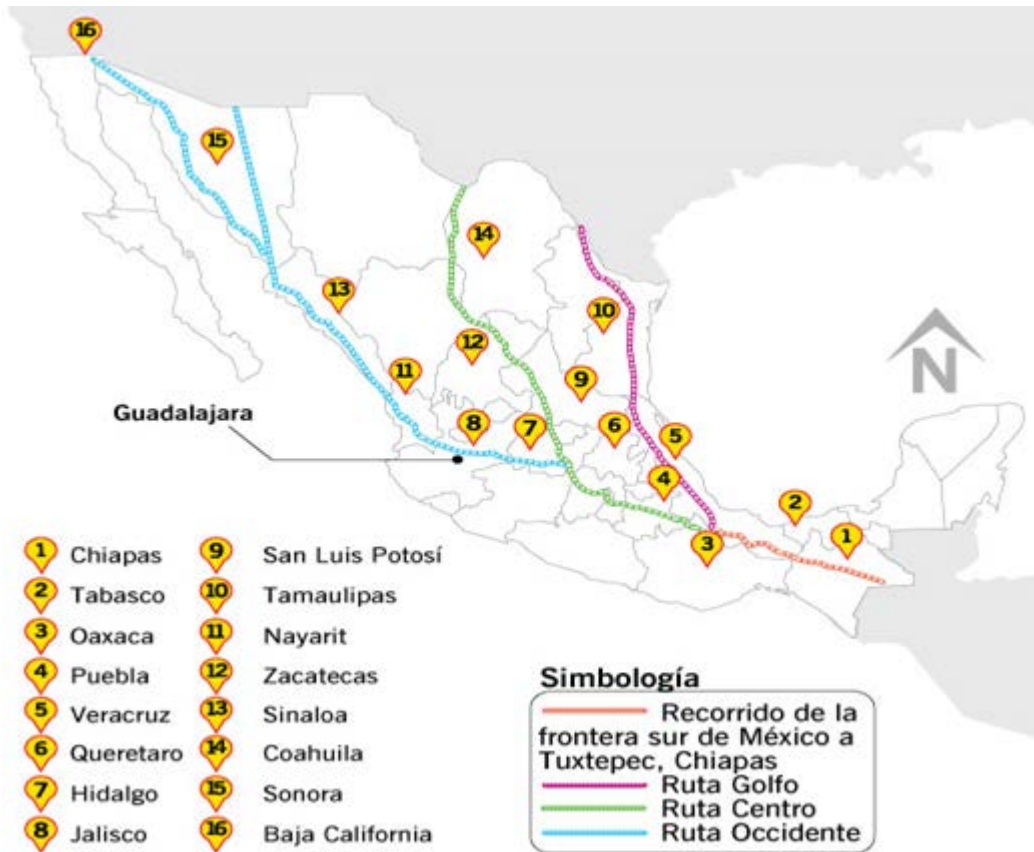 16
15
14
13
10
12
11
9
Guadalajara
8
7
6
5
4
2
3
1
N
1 Chiapas
2 Tabasco
3 Oaxaca
4 Puebla
5 Veracruz
6 Queretaro
7 Hidalgo
8 Jalisco
9 San Luis Potosí
10 Tamaulipas
11 Nayarit
12 Zacatecas
13 Sinaloa
14 Coahuila
15 Sonora
16 Baja California
Simbología
Recorrido de la
frontera sur de México a
Tuxtepec, Chiapas
Ruta Golfo
Ruta Centro
Ruta Occidente